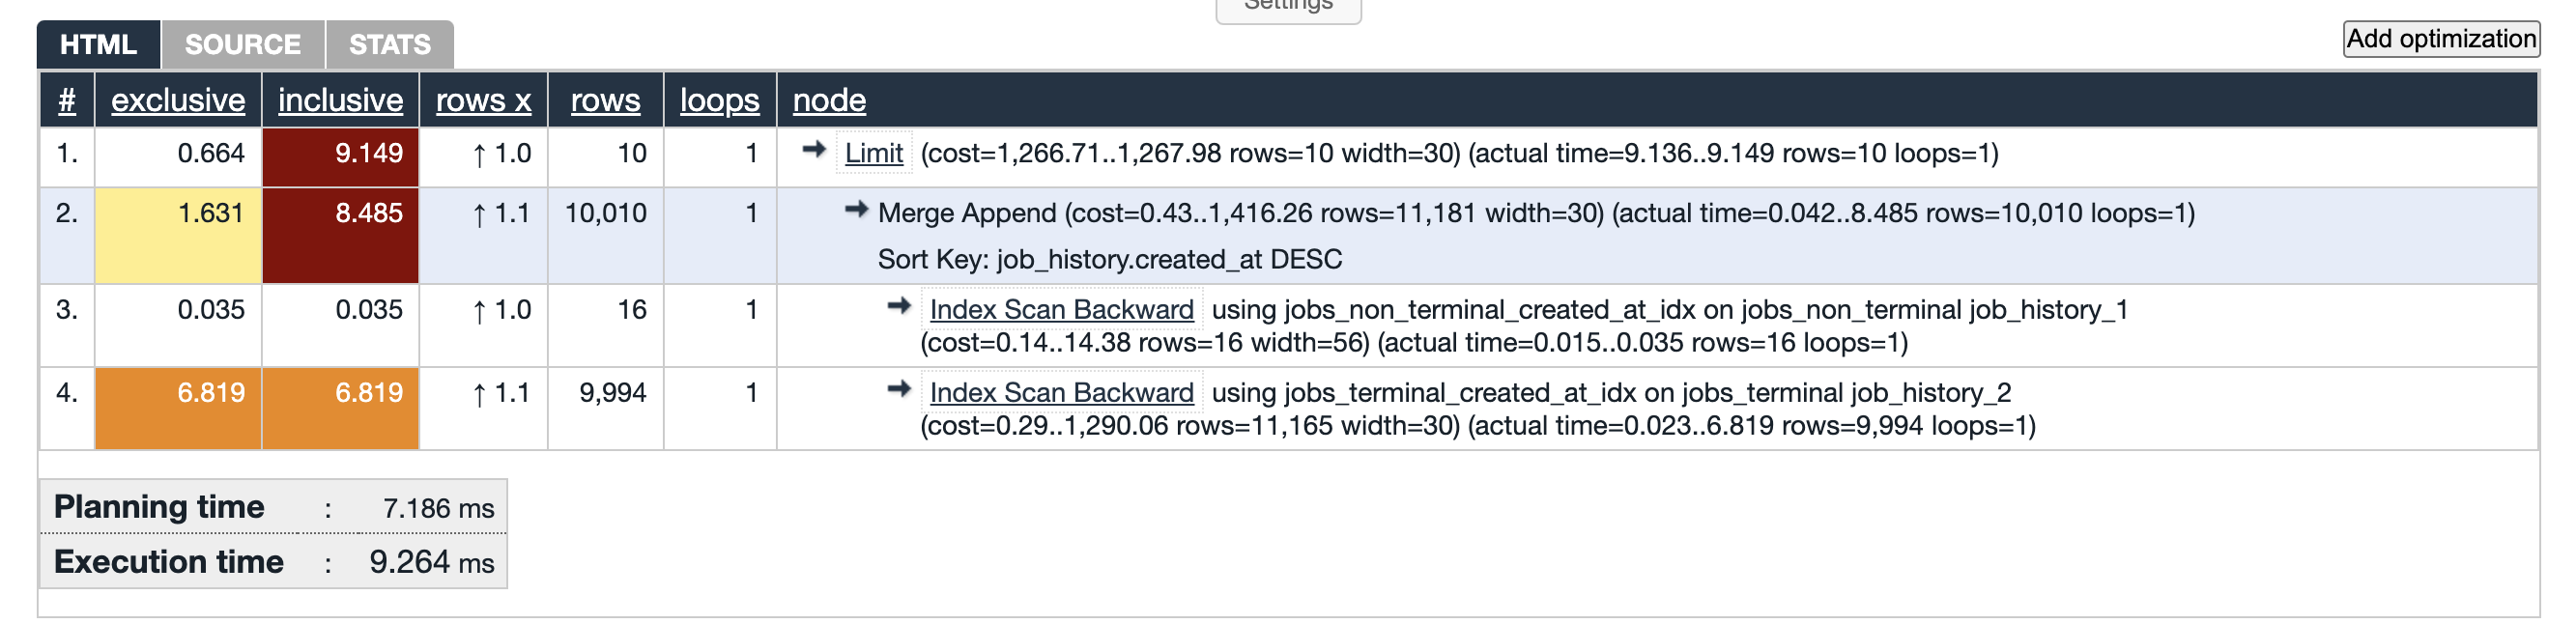 Settings
HTML SOURCE STATS Add optimization
# exclusive inclusive rows x rows loops node
1. 0.664 9.149 ↑ 1.0 10 1 ➔ Limit (cost=1,266.71..1,267.98 rows=10 width=30) (actual time=9.136..9.149 rows=10 loops=1)
2. 1.631 8.485 ↑ 1.1 10,010 1 ➔ Merge Append (cost=0.43..1,416.26 rows=11,181 width=30) (actual time=0.042..8.485 rows=10,010 loops=1)
Sort Key: job_history.created_at DESC
3. 0.035 0.035 ↑ 1.0 16 1 ➔ Index Scan Backward using jobs_non_terminal_created_at_idx on jobs_non_terminal job_history_1
(cost=0.14..14.38 rows=16 width=56) (actual time=0.015..0.035 rows=16 loops=1)
4. 6.819 6.819 ↑ 1.1 9,994 1 ➔ Index Scan Backward using jobs_terminal_created_at_idx on jobs_terminal job_history_2
(cost=0.29..1,290.06 rows=11,165 width=30) (actual time=0.023..6.819 rows=9,994 loops=1)
Planning time : 7.186 ms
Execution time : 9.264 ms